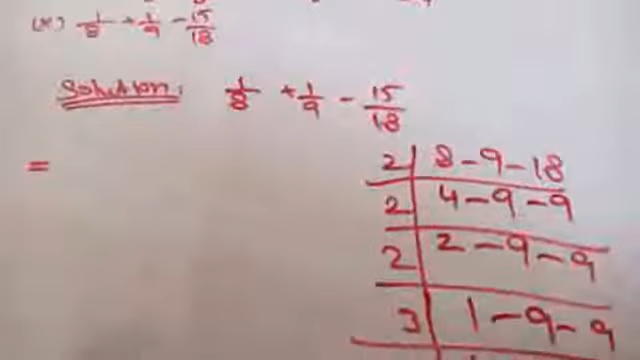 (x) 1/8 + 1/9 - 15/18
Solution: 1/8 + 1/9 - 15/18
=
2 | 8 - 9 - 18
2 | 4 - 9 - 9
2 | 2 - 9 - 9
3 | 1 - 9 - 9